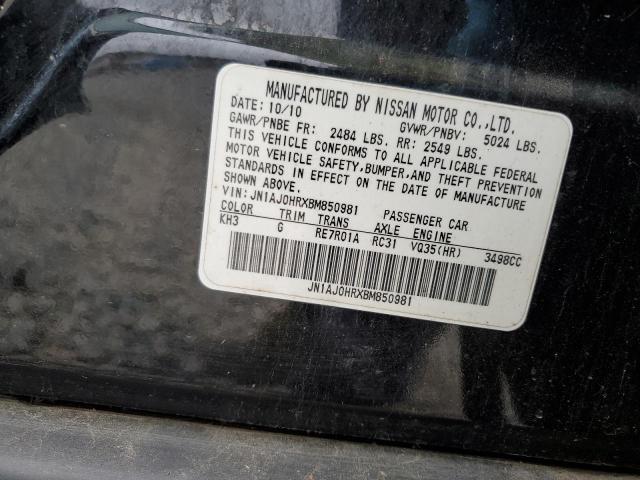 MANUFACTURED BY NISSAN MOTOR CO.,LTD.
DATE: 10/10 GVWR/PNBV: 5024 LBS.
GAWR/PNBE FR: 2484 LBS. RR: 2549 LBS.
THIS VEHICLE CONFORMS TO ALL APPLICABLE FEDERAL
MOTOR VEHICLE SAFETY,BUMPER,AND THEFT PREVENTION
STANDARDS IN EFFECT ON THE DATE OF MANUFACTURE
SHOWN ABOVE.
VIN: JN1AJ0HRXBM850981 PASSENGER CAR
COLOR TRIM TRANS AXLE ENGINE
KH3 G RE7R01A RC31 VQ35(HR) 3498CC
JN1AJ0HRXBM850981